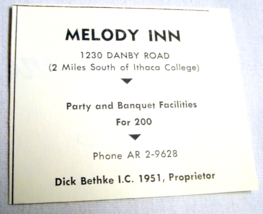 MELODY INN
1230 DANBY ROAD
(2 Miles South of Ithaca College)
Party and Banquet Facilities
For 200
Phone AR 2-9628
Dick Bethke I.C. 1951, Proprietor